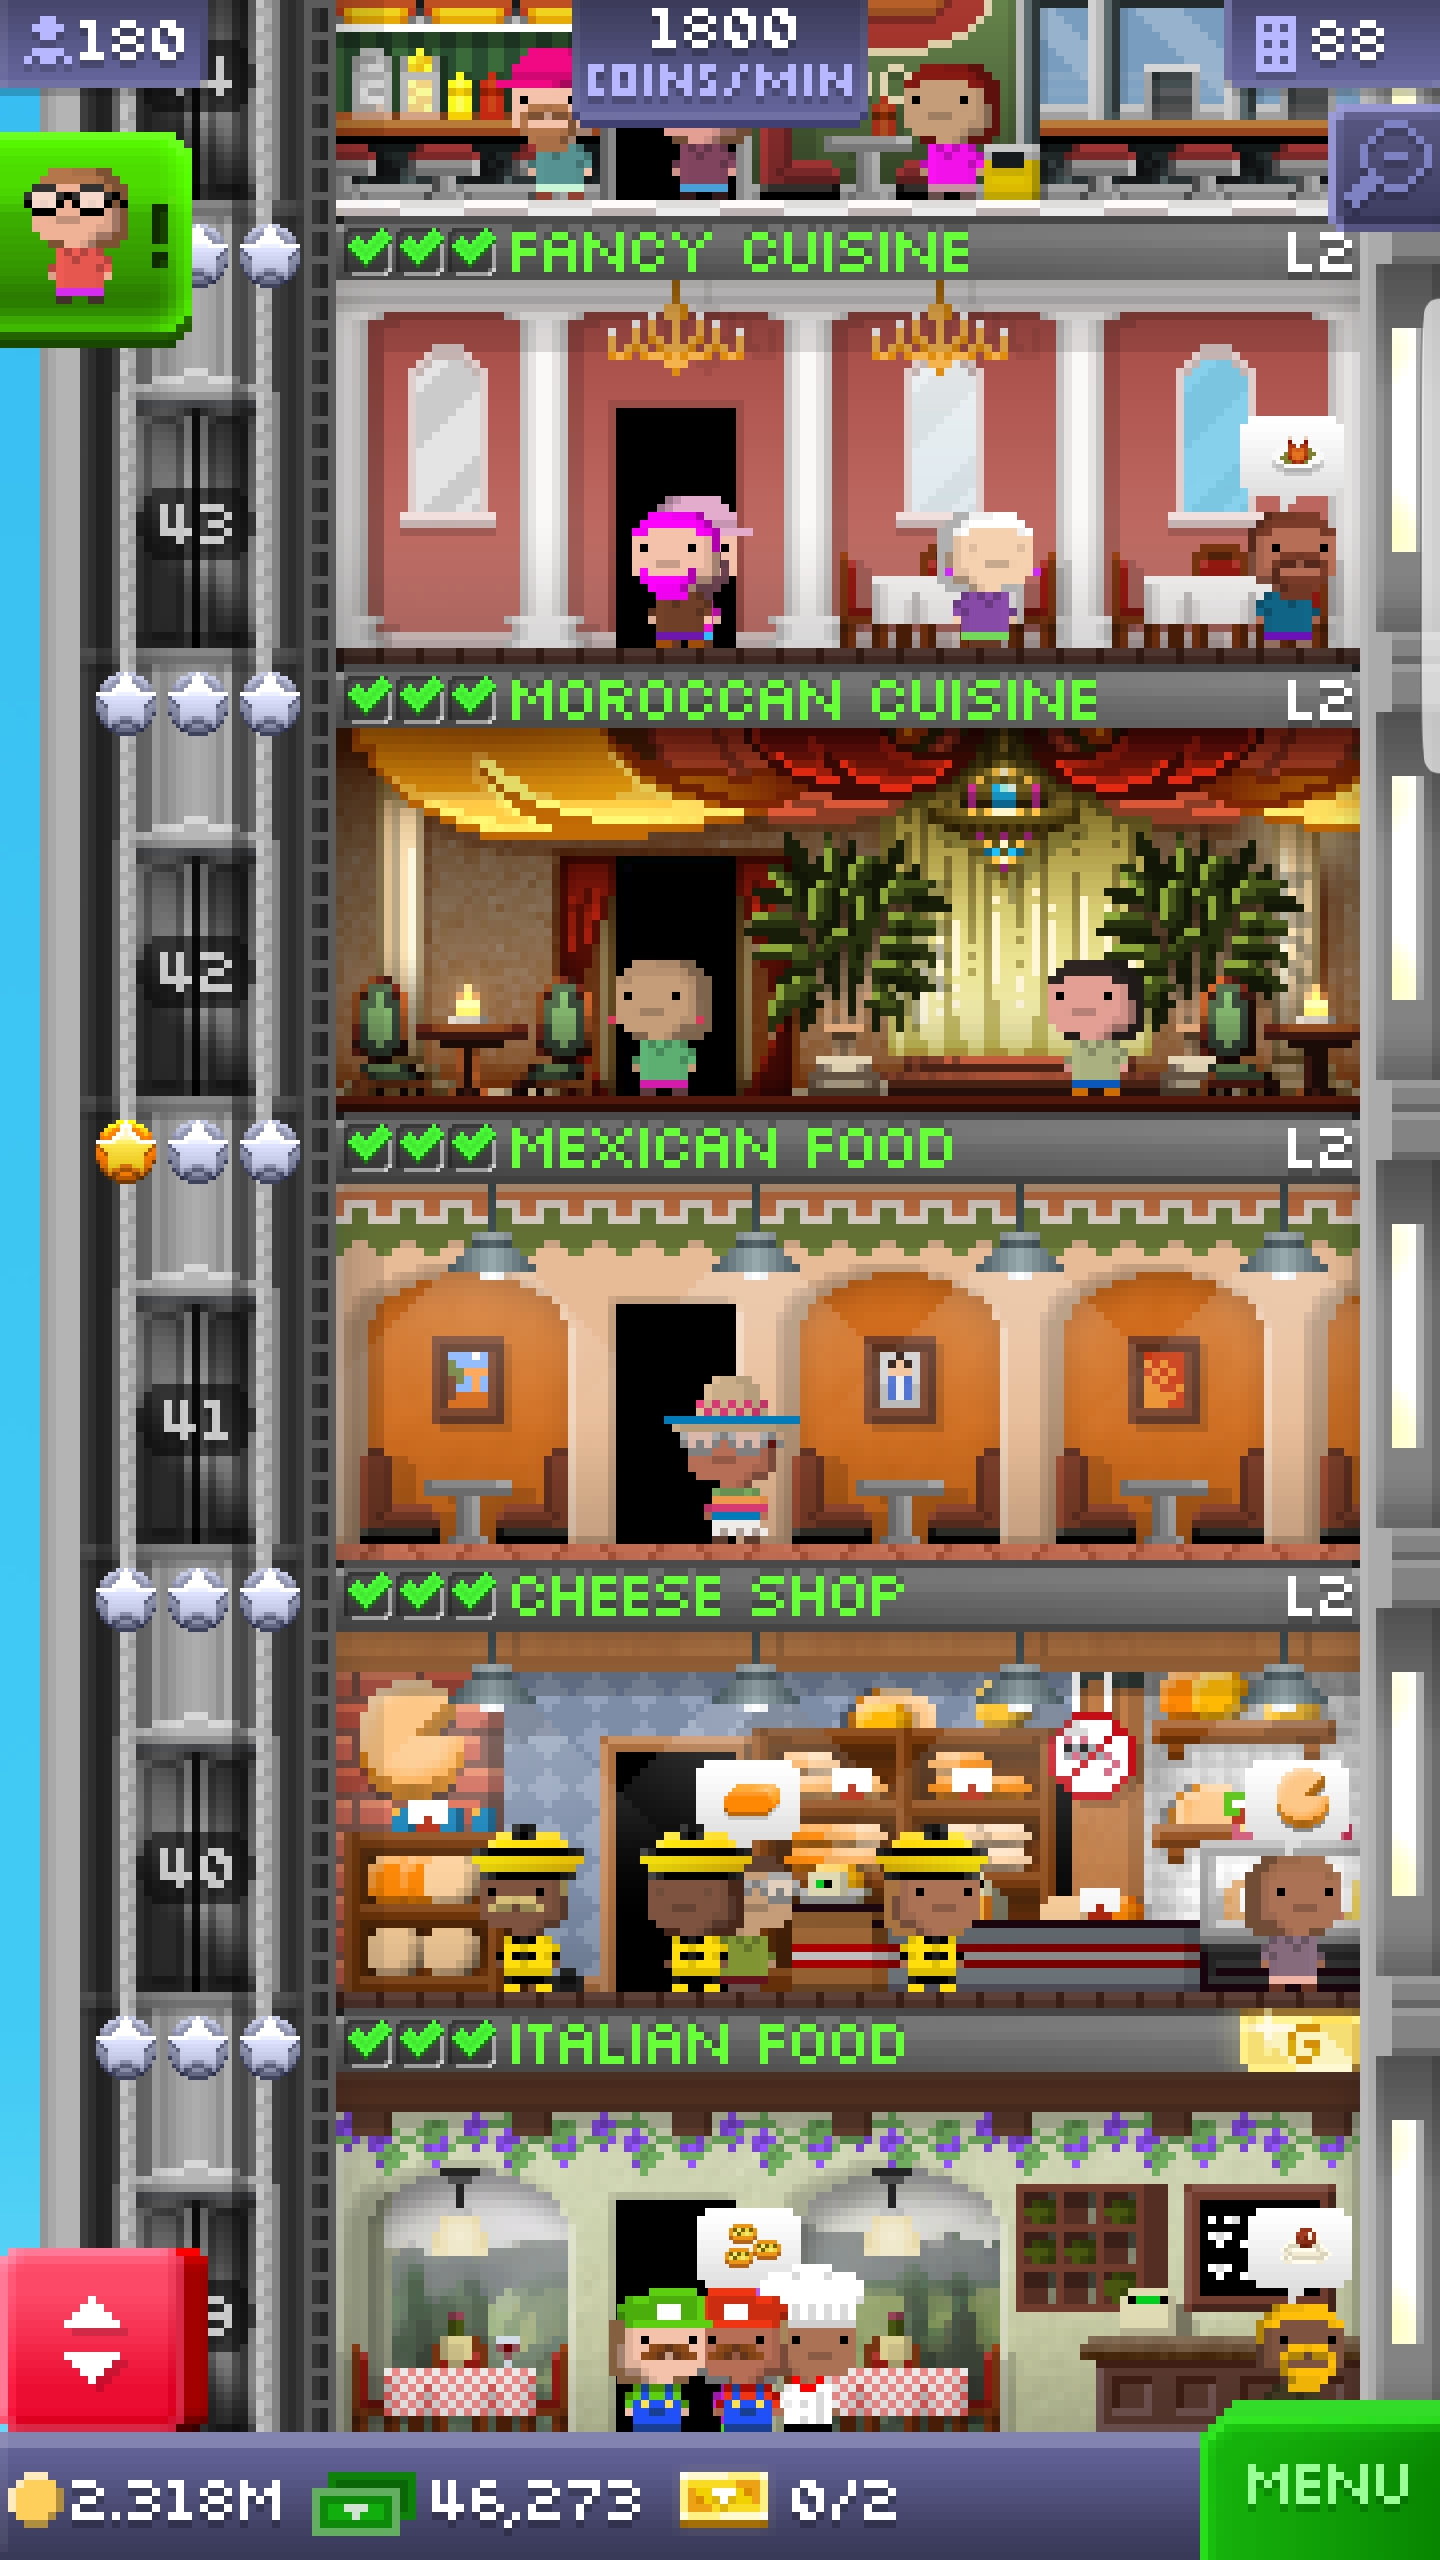 180
1800
COINS/MIN
88
FANCY CUISINE
L2
43
MOROCCAN CUISINE
L2
42
MEXICAN FOOD
L2
41
CHEESE SHOP
L2
40
ITALIAN FOOD
G
2.318M
46,273
0/2
MENU